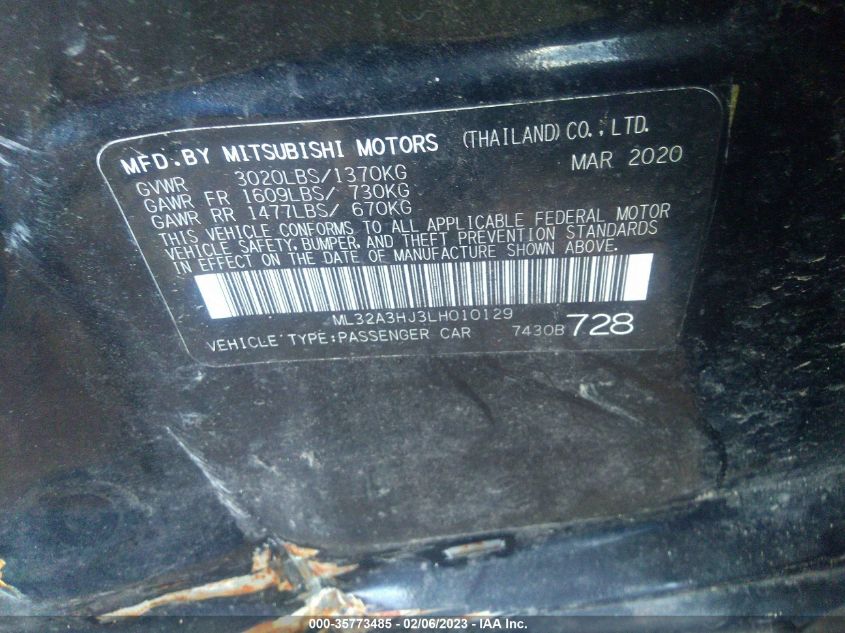 MFD.BY MITSUBISHI MOTORS (THAILAND) CO.,LTD.
MAR 2020
GVWR 3020LBS/1370KG
GAWR FR 1609LBS/ 730KG
GAWR RR 1477LBS/ 670KG
THIS VEHICLE CONFORMS TO ALL APPLICABLE FEDERAL MOTOR
VEHICLE SAFETY, BUMPER, AND THEFT PREVENTION STANDARDS
IN EFFECT ON THE DATE OF MANUFACTURE SHOWN ABOVE.
ML32A3HJ3LH010129
VEHICLE TYPE:PASSENGER CAR 7430B 728
000-35773485 - 02/06/2023 - IAA Inc.